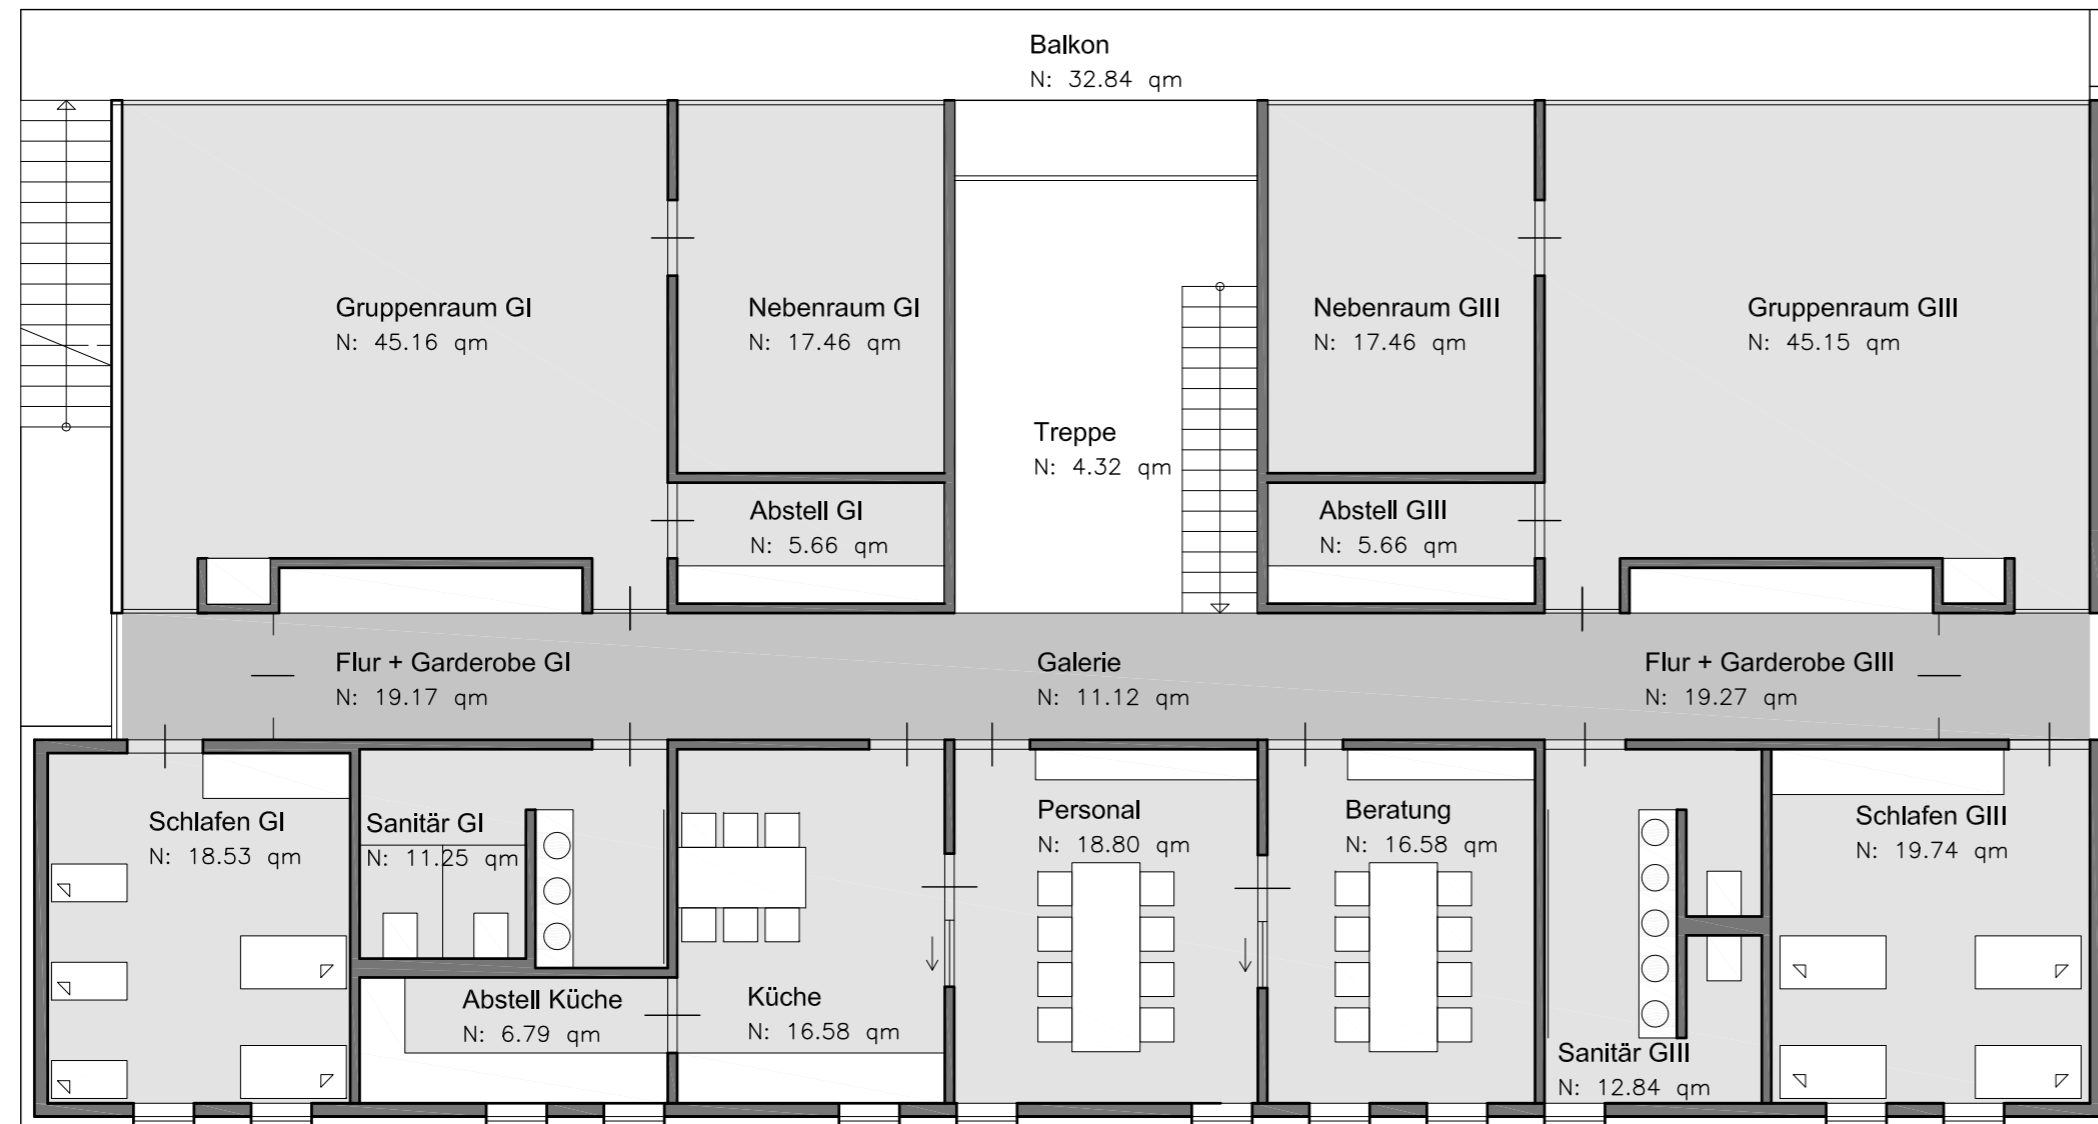 Balkon
N: 32.84 qm
Gruppenraum GI
N: 45.16 qm
Nebenraum GI
N: 17.46 qm
Nebenraum GIII
N: 17.46 qm
Gruppenraum GIII
N: 45.15 qm
Treppe
N: 4.32 qm
Abstell GI
N: 5.66 qm
Abstell GIII
N: 5.66 qm
Flur + Garderobe GI
N: 19.17 qm
Galerie
N: 11.12 qm
Flur + Garderobe GIII
N: 19.27 qm
Schlafen GI
N: 18.53 qm
Sanitär GI
N: 11.25 qm
Personal
N: 18.80 qm
Beratung
N: 16.58 qm
Schlafen GIII
N: 19.74 qm
Abstell Küche
N: 6.79 qm
Küche
N: 16.58 qm
Sanitär GIII
N: 12.84 qm